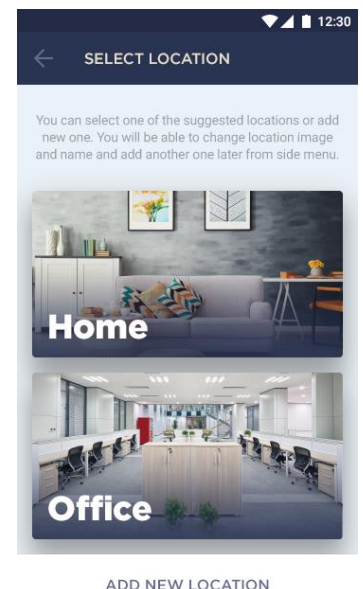 12:30
SELECT LOCATION
You can select one of the suggested locations or add
new one. You will be able to change location image
and name and add another one later from side menu.
Home
Office
ADD NEW LOCATION